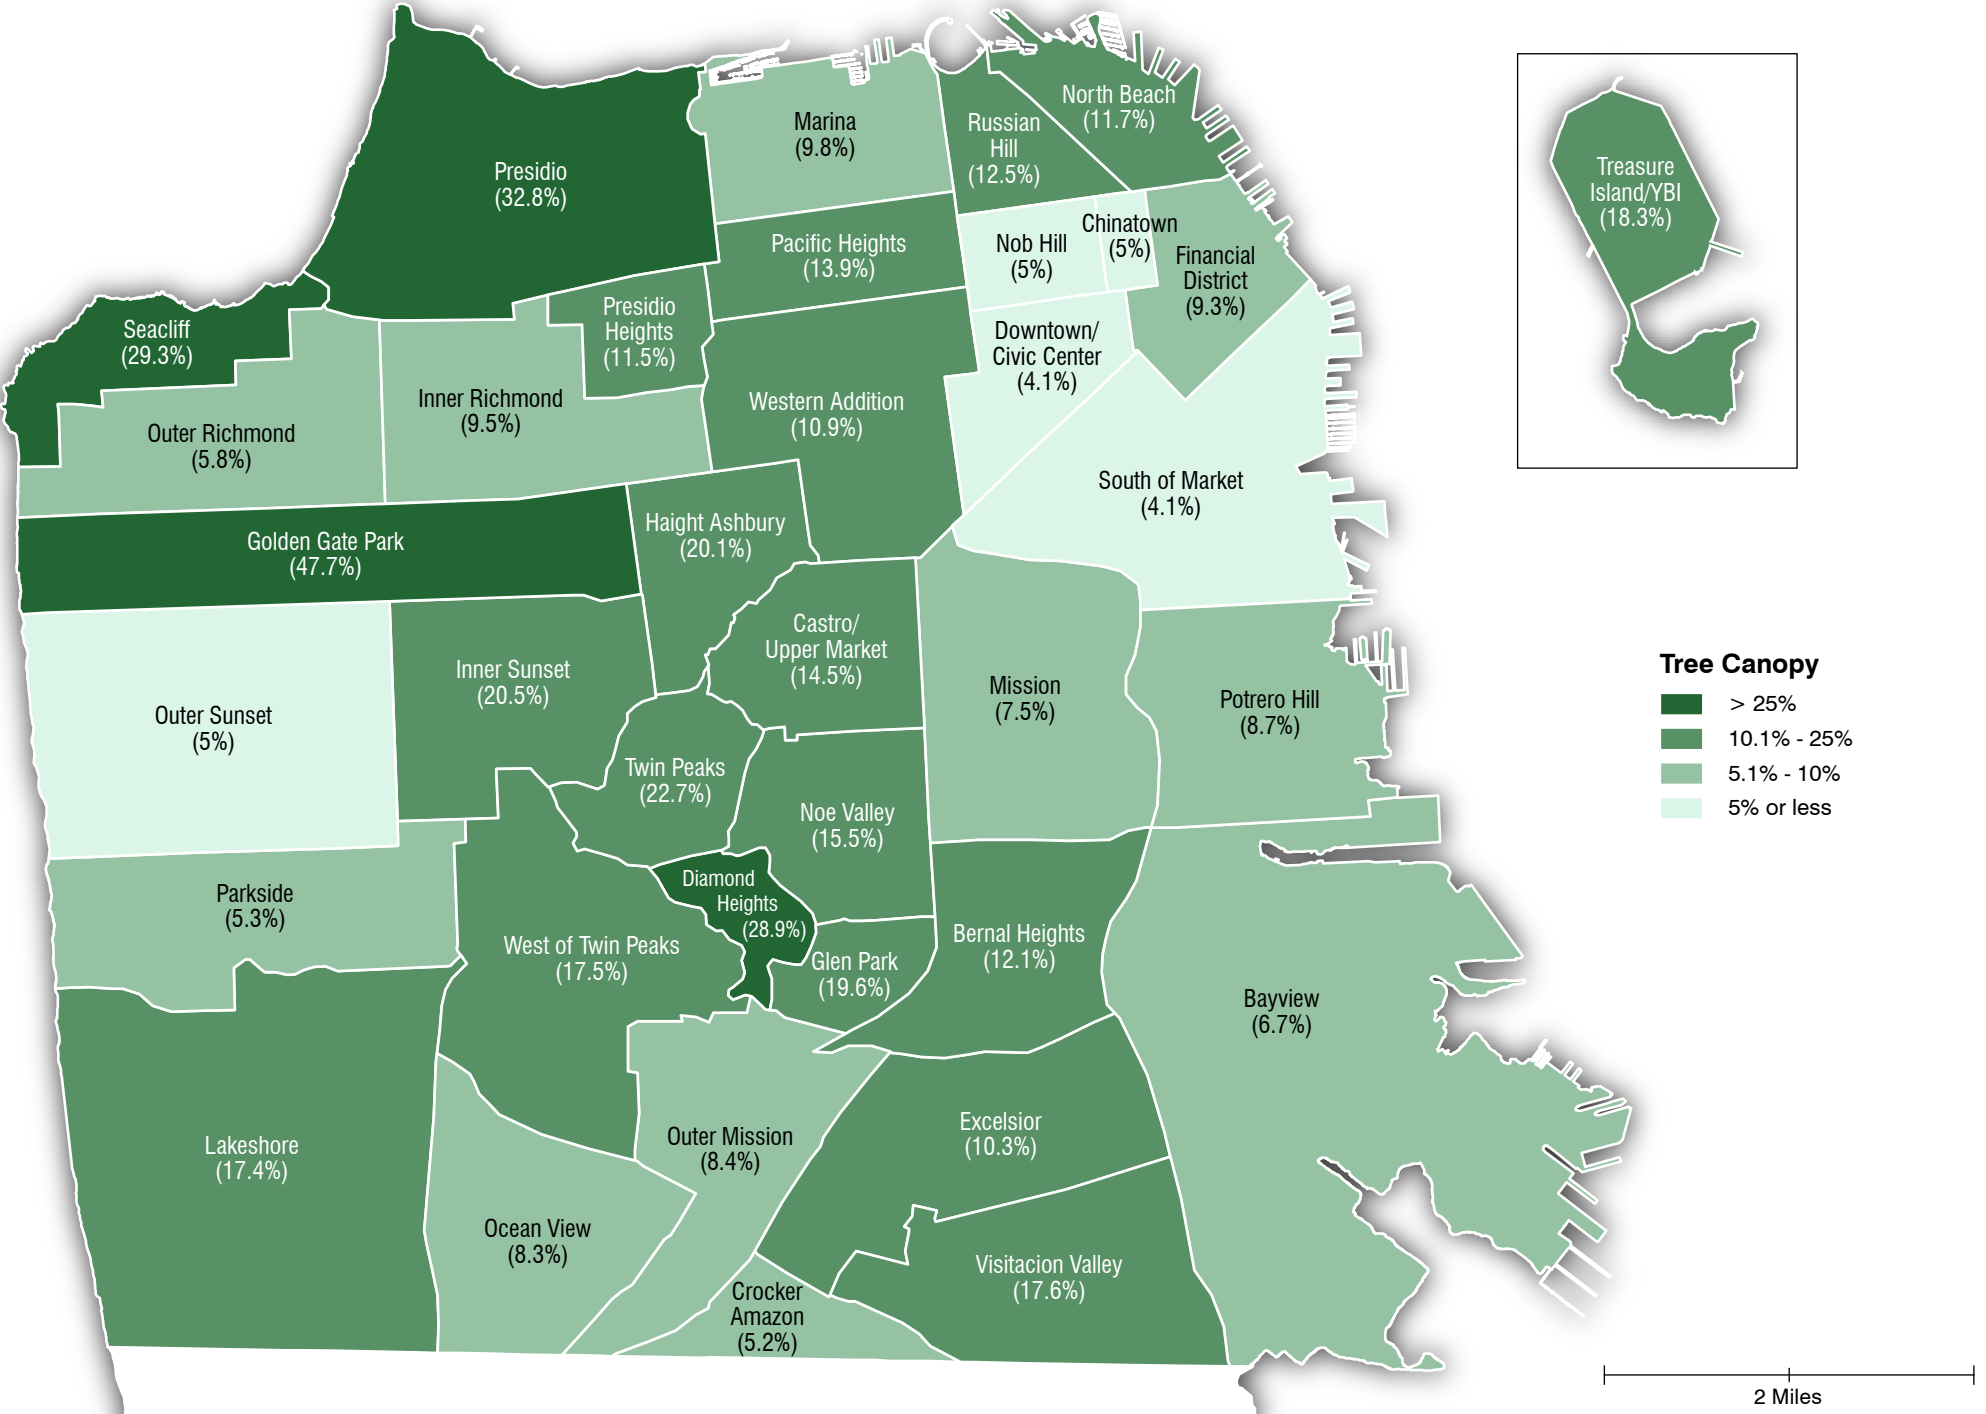 Presidio
(32.8%)
Marina
(9.8%)
Russian
Hill
(12.5%)
North Beach
(11.7%)
Treasure
Island/YBI
(18.3%)
Seacliff
(29.3%)
Presidio
Heights
(11.5%)
Pacific Heights
(13.9%)
Nob Hill
(5%)
Chinatown
(5%)
Financial
District
(9.3%)
Downtown/
Civic Center
(4.1%)
Outer Richmond
(5.8%)
Inner Richmond
(9.5%)
Western Addition
(10.9%)
South of Market
(4.1%)
Golden Gate Park
(47.7%)
Haight Ashbury
(20.1%)
Castro/
Upper Market
(14.5%)
Outer Sunset
(5%)
Inner Sunset
(20.5%)
Mission
(7.5%)
Potrero Hill
(8.7%)
Tree Canopy
> 25%
10.1% - 25%
5.1% - 10%
5% or less
Twin Peaks
(22.7%)
Noe Valley
(15.5%)
Parkside
(5.3%)
Diamond
Heights
(28.9%)
West of Twin Peaks
(17.5%)
Glen Park
(19.6%)
Bernal Heights
(12.1%)
Bayview
(6.7%)
Lakeshore
(17.4%)
Outer Mission
(8.4%)
Excelsior
(10.3%)
Ocean View
(8.3%)
Crocker
Amazon
(5.2%)
Visitacion Valley
(17.6%)
2 Miles